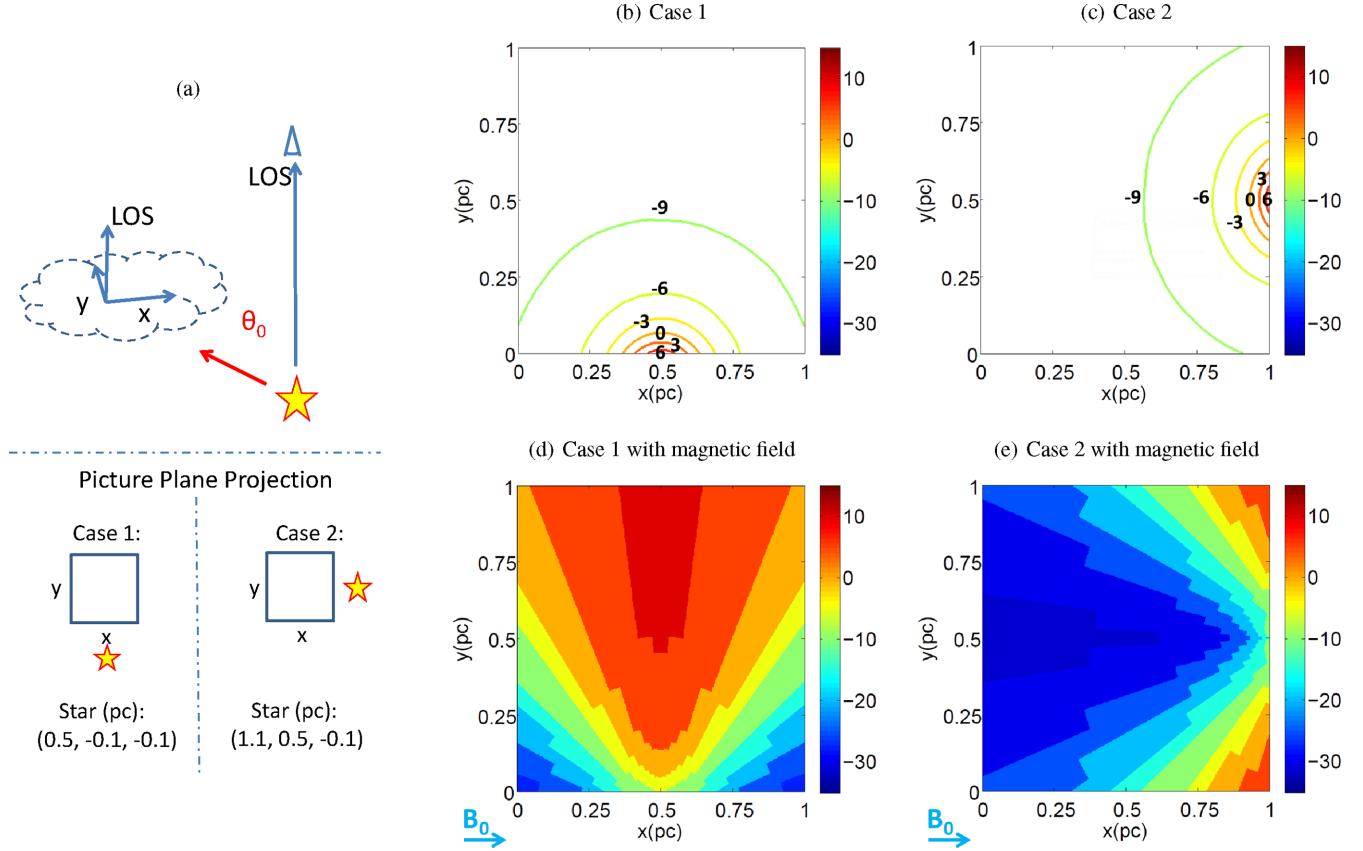 (a)
LOS
LOS
y
x
θ0
Picture Plane Projection
Case 1:
y
x
Star (pc):
(0.5, -0.1, -0.1)
Case 2:
y
x
Star (pc):
(1.1, 0.5, -0.1)
(b) Case 1
1
0.75
0.5
0.25
0
y(pc)
-9
-6
-3
0
3
6
0
0.25
0.5
0.75
1
x(pc)
10
0
−10
−20
−30
(c) Case 2
1
0.75
0.5
0.25
0
y(pc)
-9
-6
-3
0
3
6
0
0.25
0.5
0.75
1
x(pc)
10
0
−10
−20
−30
(d) Case 1 with magnetic field
1
0.75
0.5
0.25
0
y(pc)
0
0.25
0.5
0.75
1
x(pc)
B0
10
0
−10
−20
−30
(e) Case 2 with magnetic field
1
0.75
0.5
0.25
0
y(pc)
0
0.25
0.5
0.75
1
x(pc)
B0
10
0
−10
−20
−30